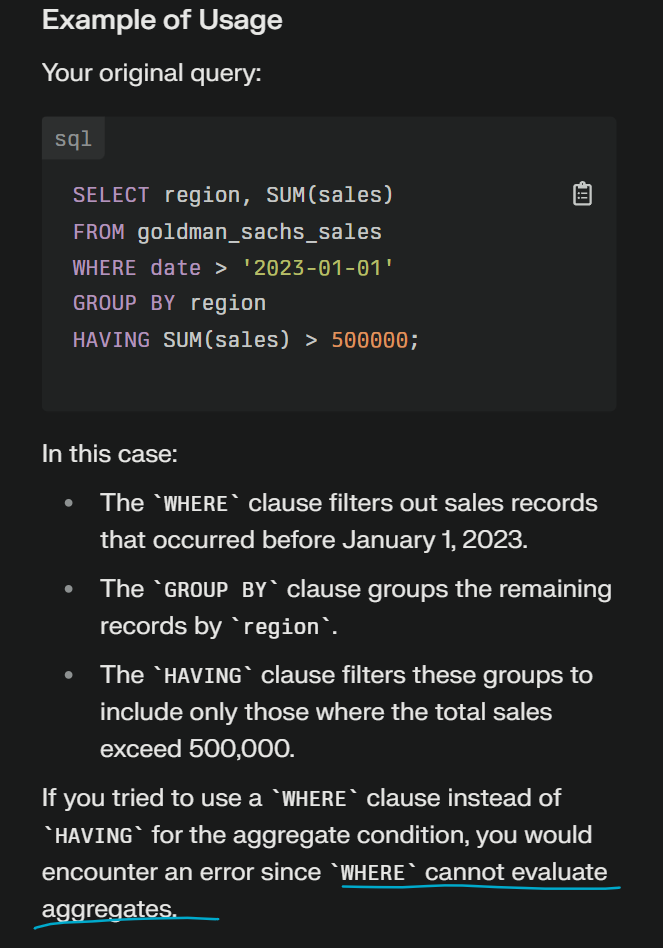 Example of Usage
Your original query:
sql
SELECT region, SUM(sales)
FROM goldman_sachs_sales
WHERE date > '2023-01-01'
GROUP BY region
HAVING SUM(sales) > 500000;
In this case:
• The `WHERE` clause filters out sales records
that occurred before January 1, 2023.
• The `GROUP BY` clause groups the remaining
records by `region`.
• The `HAVING` clause filters these groups to
include only those where the total sales
exceed 500,000.
If you tried to use a `WHERE` clause instead of
`HAVING` for the aggregate condition, you would
encounter an error since `WHERE` cannot evaluate
aggregates.